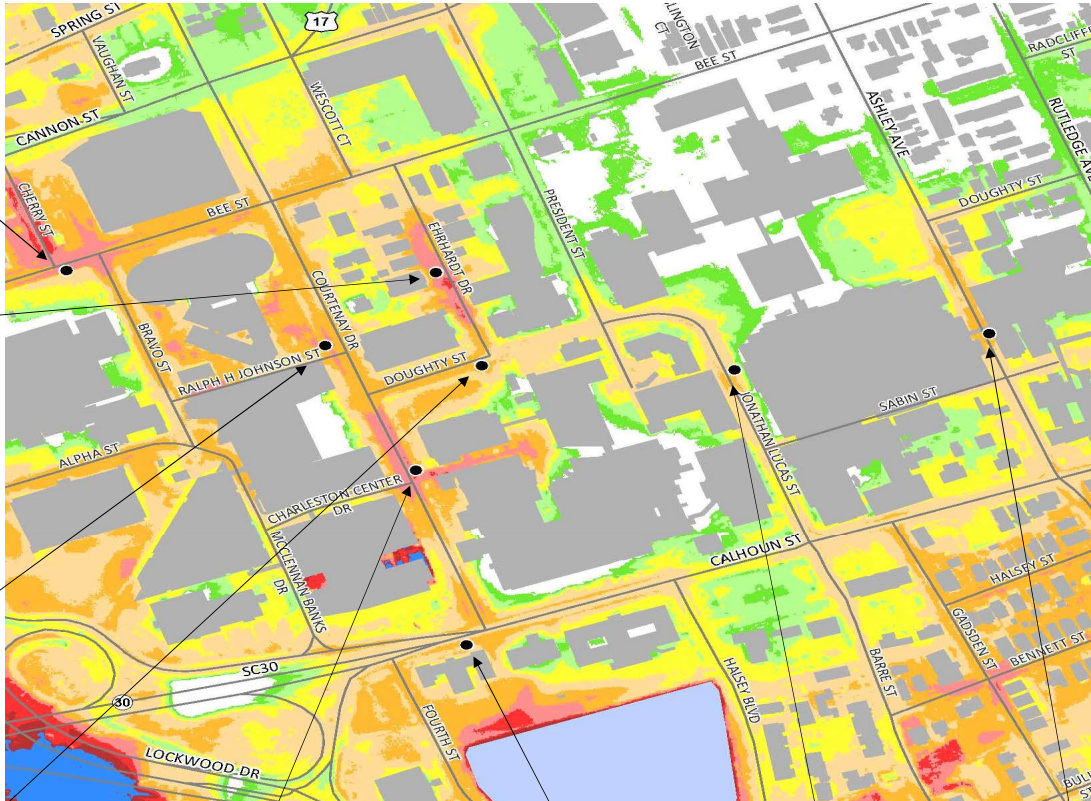 SPRING ST
17
LINGTON
CT
VAUGHAN ST
WESCOTT CT
BEE ST
RADCLIFFE
ST
CANNON ST
ASHLEY AVE
RUTLEDGE AVE
CHERRY ST
BEE ST
PRESIDENT ST
DOUGHTY ST
EHRHARDT DR
COURTENAY DR
BRAVO ST
RALPH H JOHNSON ST
DOUGHTY ST
JONATHAN LUCAS ST
SABIN ST
ALPHA ST
CHARLESTON CENTER
DR
MCCLENNAN BANKS
DR
CALHOUN ST
HALSEY ST
GADSDEN ST
BENNETT ST
BARRE ST
HALSEY BLVD
SC30
30
FOURTH ST
LOCKWOOD DR
BUL
S